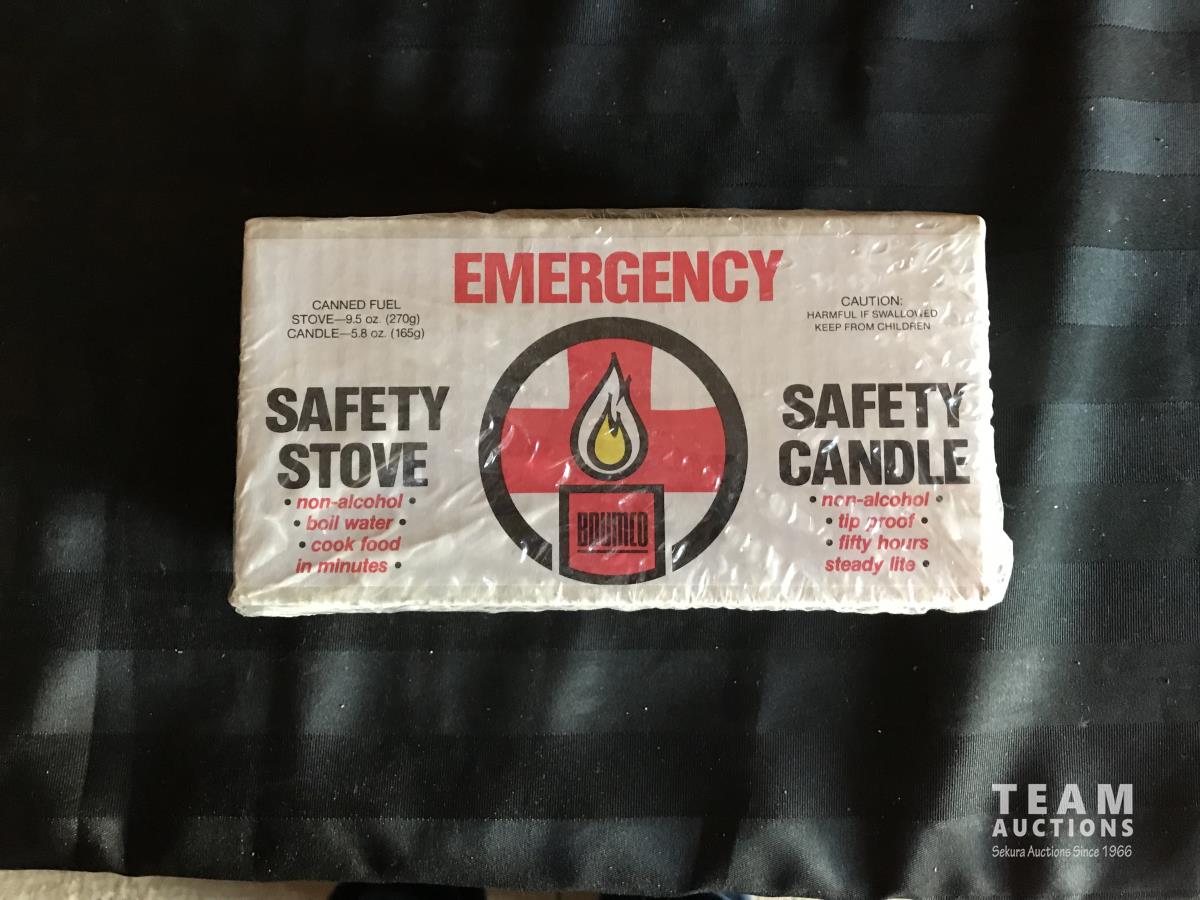 EMERGENCY
CANNED FUEL
STOVE—9.5 oz. (270g)
CANDLE—5.8 oz. (165g)
CAUTION:
HARMFUL IF SWALLOWED
KEEP FROM CHILDREN
SAFETY
STOVE
• non-alcohol •
• boil water •
• cook food
in minutes •
SAFETY
CANDLE
• non-alcohol •
• tip proof •
• fifty hours
steady lite •
TEAM
AUCTIONS
Sekura Auctions Since 1966